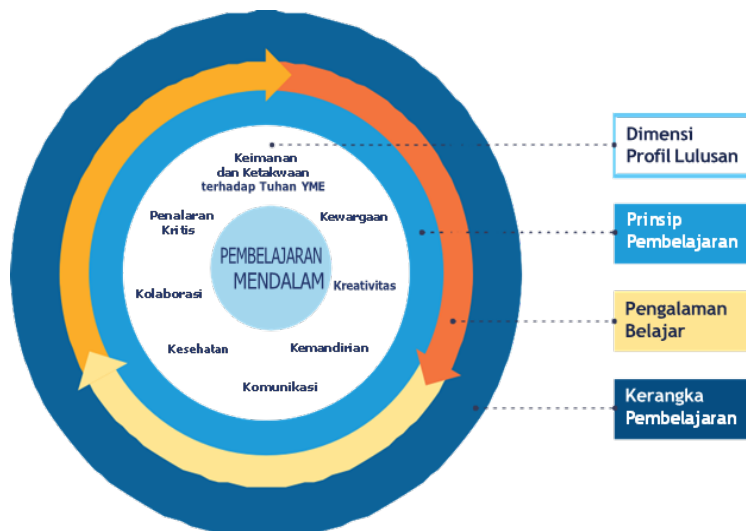 Keimanan
dan Ketakwaan
terhadap Tuhan YME
Penalaran
Kritis
Kewargaan
PEMBELAJARAN
MENDALAM
Kreativitas
Kolaborasi
Kesehatan
Kemandirian
Komunikasi
Dimensi
Profil Lulusan
Prinsip
Pembelajaran
Pengalaman
Belajar
Kerangka
Pembelajaran